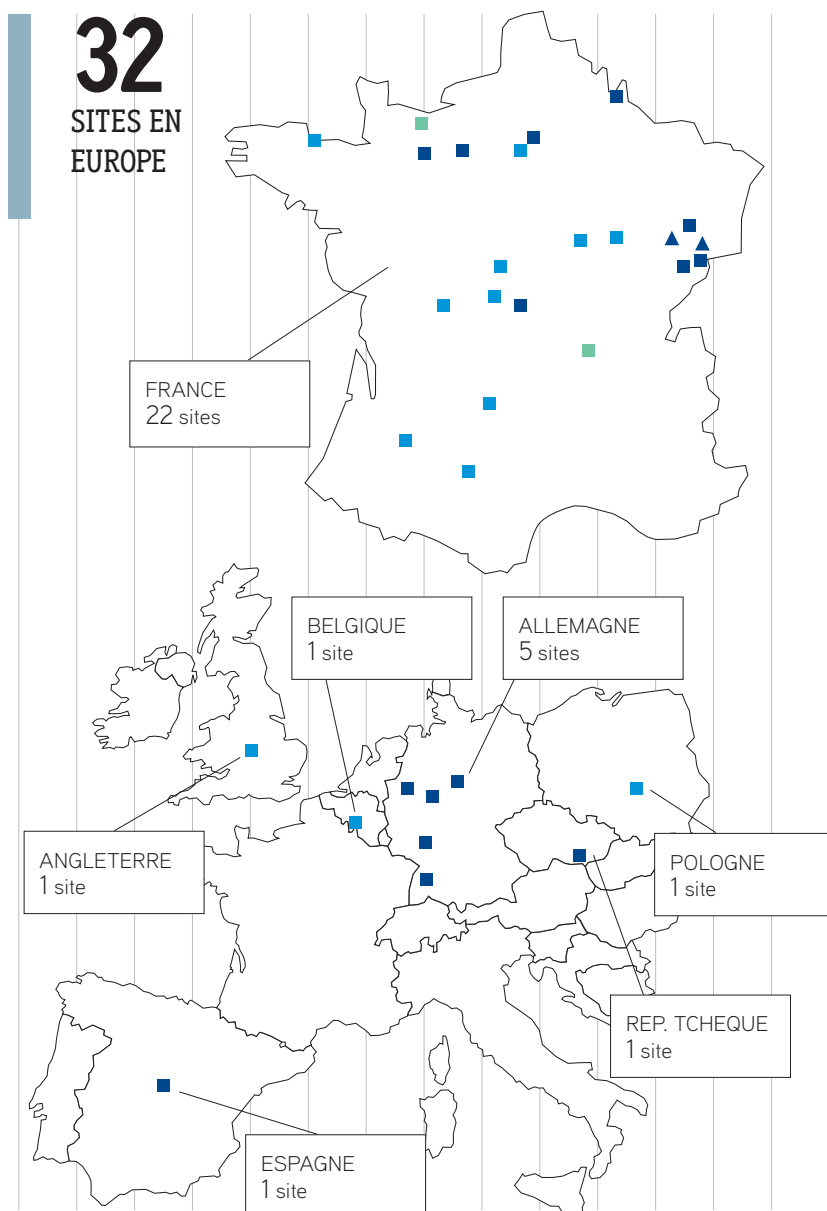 32
SITES EN
EUROPE
FRANCE
22 sites
BELGIQUE
1 site
ALLEMAGNE
5 sites
ANGLETERRE
1 site
POLOGNE
1 site
REP. TCHEQUE
1 site
ESPAGNE
1 site